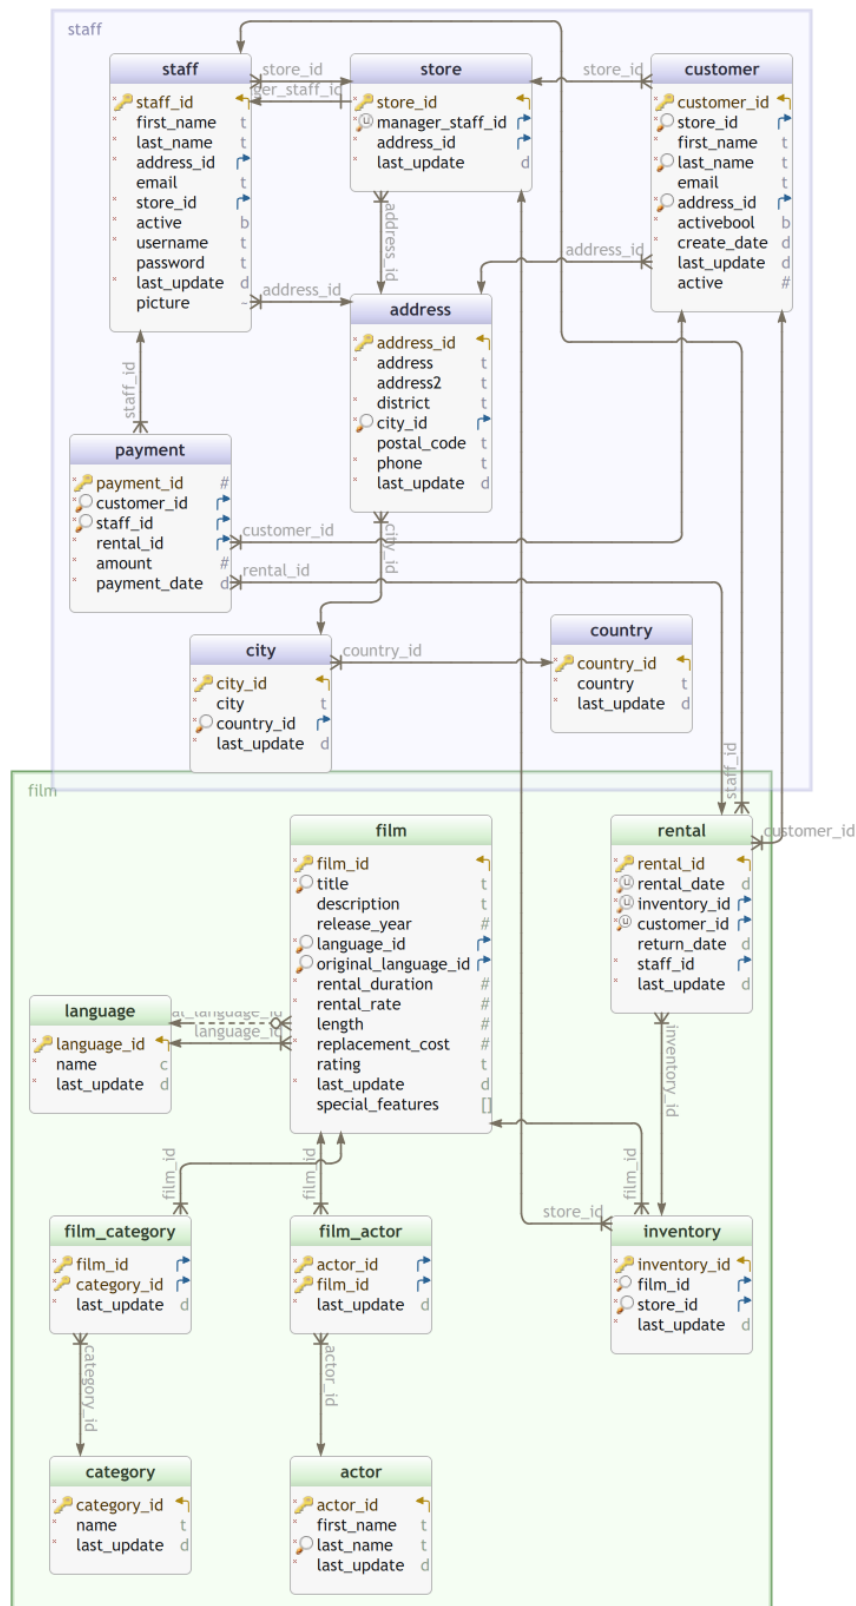 staff
staff
staff_id
first_name t
last_name t
address_id
email t
store_id
active b
username t
password t
last_update d
picture -
store_id
ger_staff_id
store
store_id
manager_staff_id
address_id
last_update d
store_id
customer
customer_id
store_id
first_name t
last_name t
email t
address_id
activebool b
create_date d
last_update d
active #
address_id
address_id
address_id
address
address_id
address t
address2 t
district t
city_id
postal_code t
phone t
last_update d
staff_id
payment
payment_id #
customer_id
staff_id
rental_id
amount #
payment_date d
customer_id
rental_id
city_id
city
city_id
city t
country_id
last_update d
country_id
country
country_id
country t
last_update d
staff_id
customer_id
film
film
film_id
title t
description t
release_year #
language_id
original_language_id
rental_duration #
rental_rate #
length #
replacement_cost #
rating t
last_update d
special_features []
rental
rental_id
rental_date d
inventory_id
customer_id
return_date d
staff_id
last_update d
language
language_id
name c
last_update d
al_language_id
language_id
inventory_id
film_id
film_id
film_id
store_id
film_category
film_id
category_id
last_update d
film_actor
actor_id
film_id
last_update d
inventory
inventory_id
film_id
store_id
last_update d
category_id
actor_id
category
category_id
name t
last_update d
actor
actor_id
first_name t
last_name t
last_update d